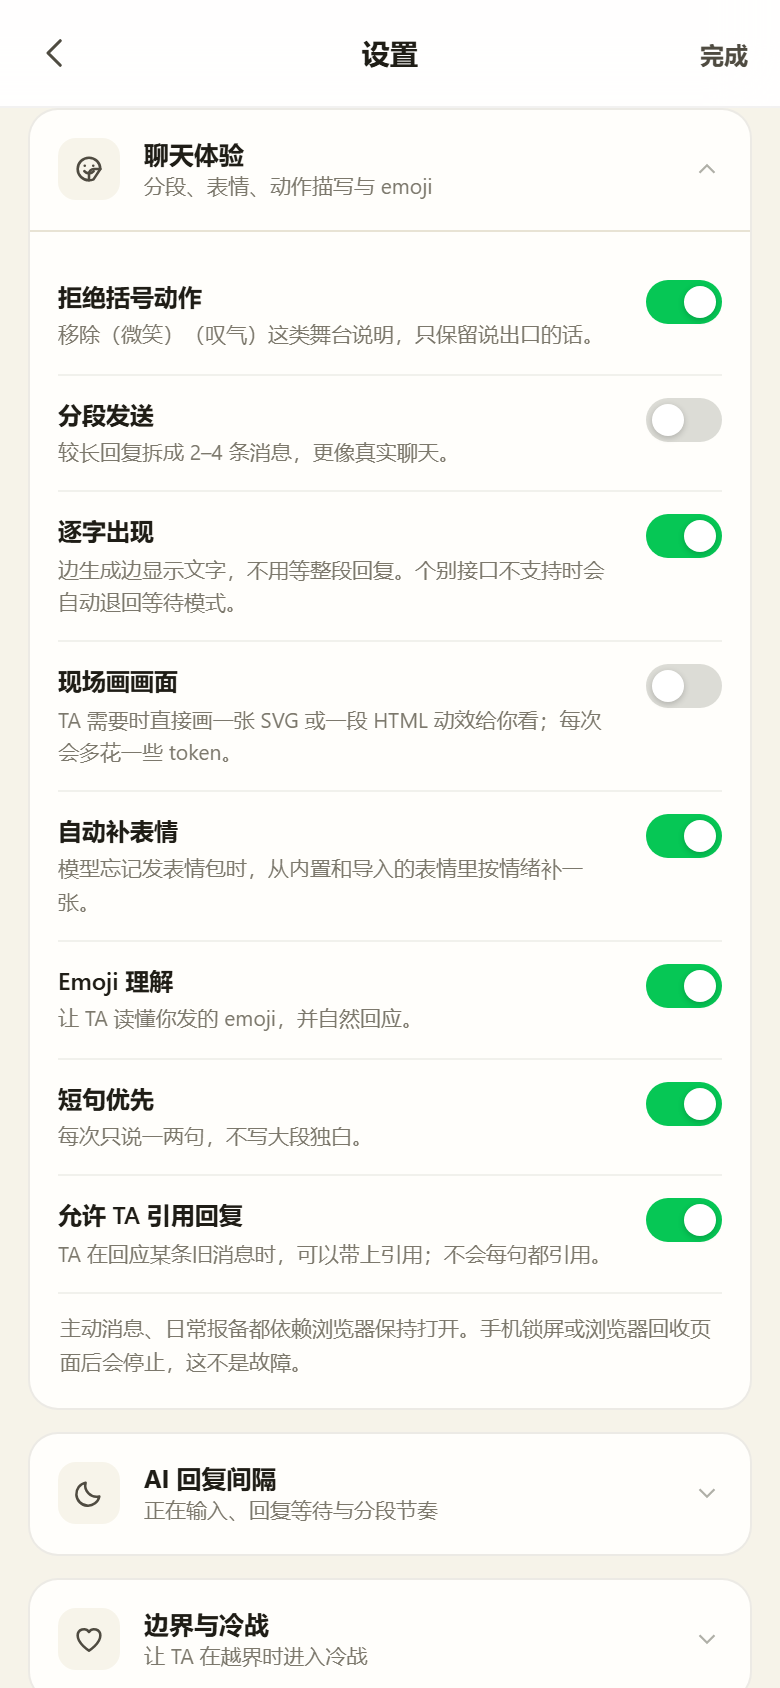 设置
完成
聊天体验
分段、表情、动作描写与 emoji
拒绝括号动作
移除（微笑）（叹气）这类舞台说明，只保留说出口的话。
分段发送
较长回复拆成 2–4 条消息，更像真实聊天。
逐字出现
边生成边显示文字，不用等整段回复。个别接口不支持时会
自动退回等待模式。
现场画画面
TA 需要时直接画一张 SVG 或一段 HTML 动效给你看；每次
会多花一些 token。
自动补表情
模型忘记发表情包时，从内置和导入的表情里按情绪补一
张。
Emoji 理解
让 TA 读懂你发的 emoji，并自然回应。
短句优先
每次只说一两句，不写大段独白。
允许 TA 引用回复
TA 在回应某条旧消息时，可以带上引用；不会每句都引用。
主动消息、日常报备都依赖浏览器保持打开。手机锁屏或浏览器回收页
面后会停止，这不是故障。
AI 回复间隔
正在输入、回复等待与分段节奏
边界与冷战
让 TA 在越界时进入冷战